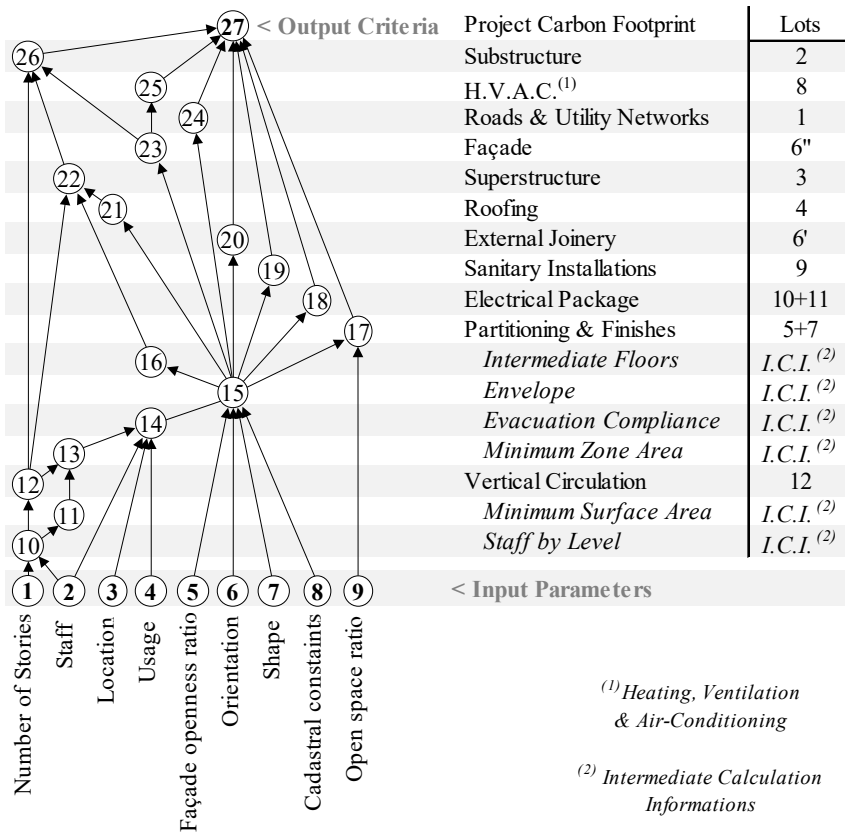 27 < Output Criteria Project Carbon Footprint Lots
26 Substructure 2
25 H.V.A.C.(1) 8
24 Roads & Utility Networks 1
23 Façade 6"
22 Superstructure 3
21 Roofing 4
20 External Joinery 6'
19 Sanitary Installations 9
18 Electrical Package 10+11
17 Partitioning & Finishes 5+7
16 Intermediate Floors I.C.I. (2)
15 Envelope I.C.I. (2)
14 Evacuation Compliance I.C.I. (2)
13 Minimum Zone Area I.C.I. (2)
12 Vertical Circulation 12
11 Minimum Surface Area I.C.I. (2)
10 Staff by Level I.C.I. (2)
1 2 3 4 5 6 7 8 9 < Input Parameters
Number of Stories
Staff
Location
Usage
Façade openness ratio
Orientation
Shape
Cadastral constaints
Open space ratio
(1) Heating, Ventilation
& Air-Conditioning
(2) Intermediate Calculation
Informations